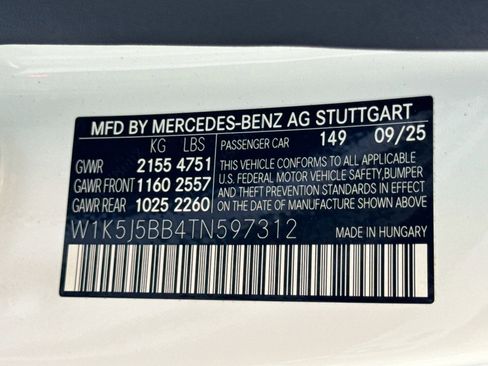 MFD BY MERCEDES-BENZ AG STUTTGART
KG LBS PASSENGER CAR 149 09/25
GVWR 2155 4751 THIS VEHICLE CONFORMS TO ALL APPLICABLE
GAWR FRONT 1160 2557 U.S. FEDERAL MOTOR VEHICLE SAFETY,BUMPER
GAWR REAR 1025 2260 AND THEFT PREVENTION STANDARDS IN
EFFECT ON THE DATE OF MANUFACTURE
SHOWN ABOVE.
W1K5J5BB4TN597312 MADE IN HUNGARY